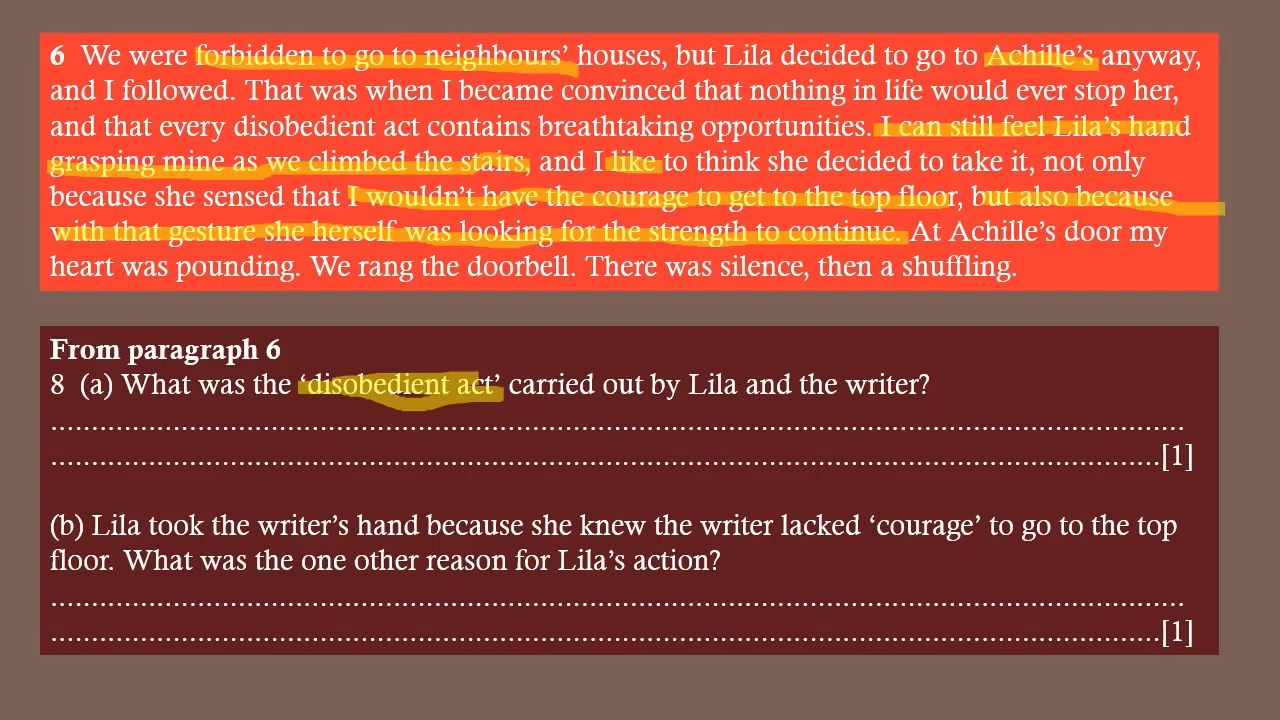 6 We were forbidden to go to neighbours’ houses, but Lila decided to go to Achille’s anyway,
and I followed. That was when I became convinced that nothing in life would ever stop her,
and that every disobedient act contains breathtaking opportunities. I can still feel Lila’s hand
grasping mine as we climbed the stairs, and I like to think she decided to take it, not only
because she sensed that I wouldn’t have the courage to get to the top floor, but also because
with that gesture she herself was looking for the strength to continue. At Achille’s door my
heart was pounding. We rang the doorbell. There was silence, then a shuffling.
From paragraph 6
8 (a) What was the ‘disobedient act’ carried out by Lila and the writer?
..........................................................................................................................................
.......................................................................................................................................[1]
(b) Lila took the writer’s hand because she knew the writer lacked ‘courage’ to go to the top
floor. What was the one other reason for Lila’s action?
..........................................................................................................................................
.......................................................................................................................................[1]